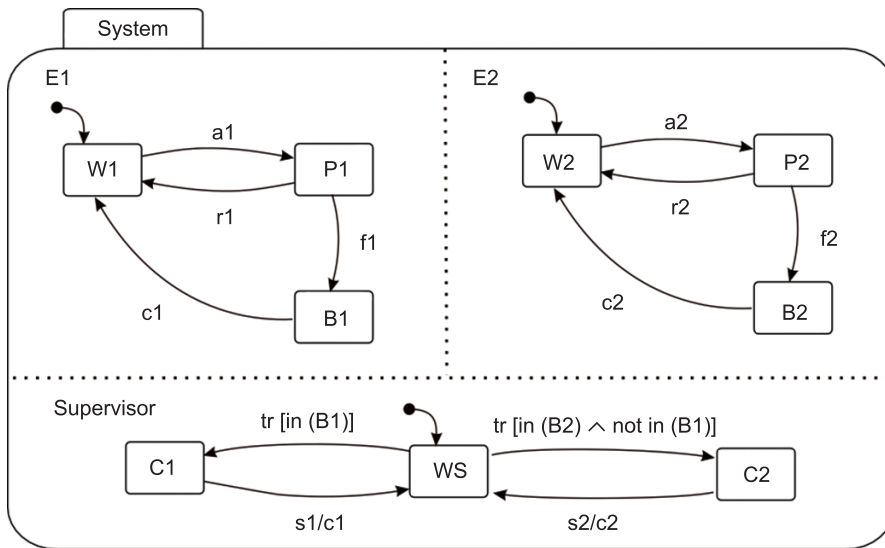 System
E1
E2
a1
W1
P1
r1
f1
c1
B1
a2
W2
P2
r2
f2
c2
B2
Supervisor
tr [in (B1)]
tr [in (B2) ∧ not in (B1)]
C1
WS
C2
s1/c1
s2/c2